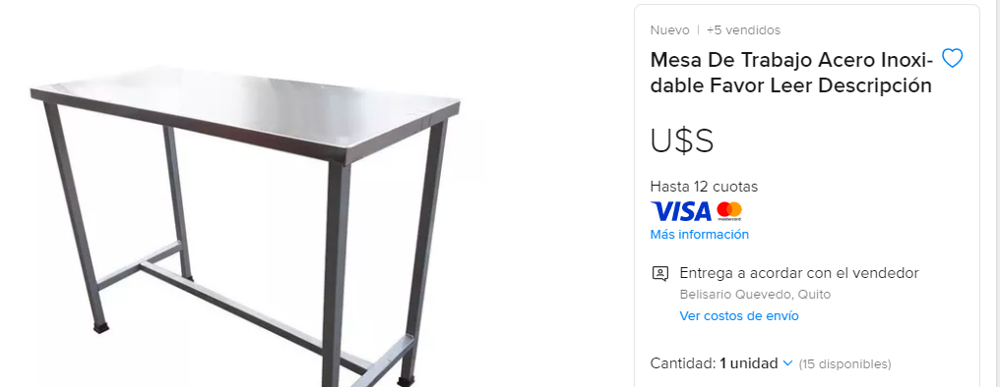 Nuevo | +5 vendidos
Mesa De Trabajo Acero Inoxi-
dable Favor Leer Descripción
U$S
Hasta 12 cuotas
VISA mastercard
Más información
Entrega a acordar con el vendedor
Belisario Quevedo, Quito
Ver costos de envío
Cantidad: 1 unidad (15 disponibles)